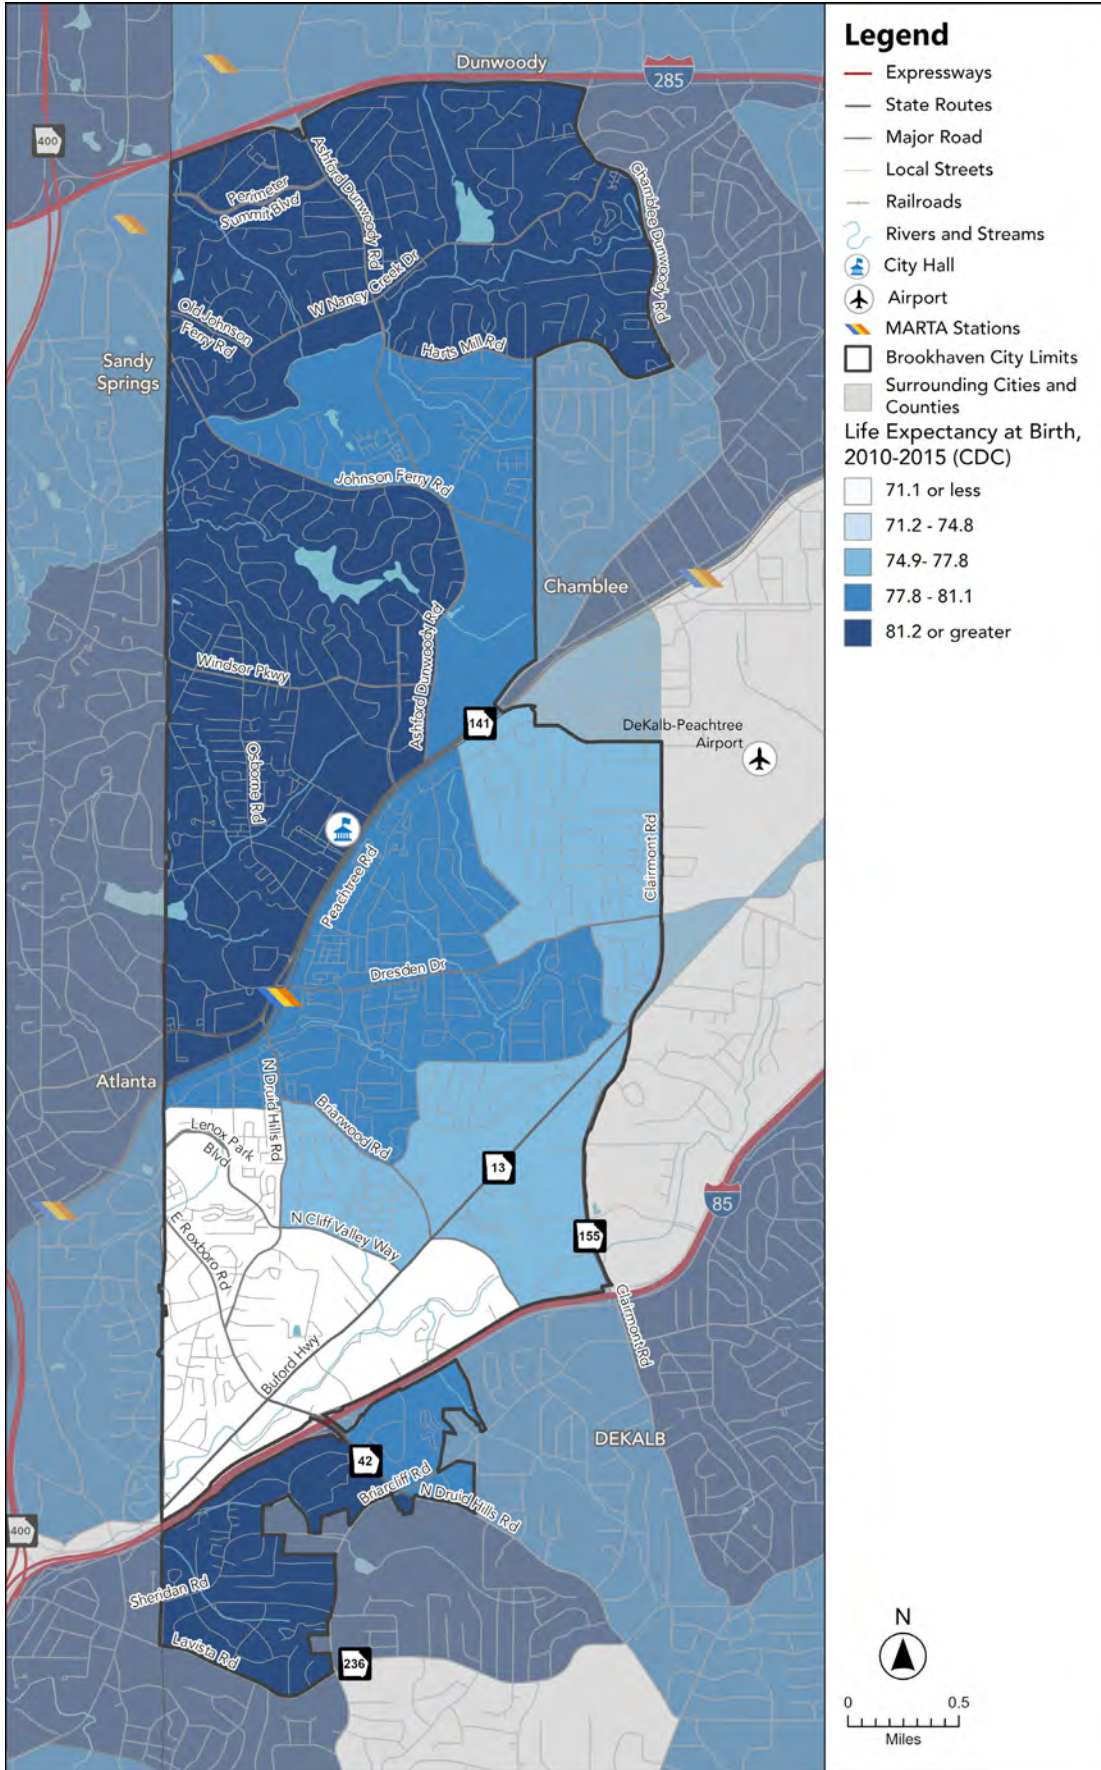 Dunwoody
285
400
Ashford Dunwoody Rd
Perimeter
Summit Blvd
Chamblee Dunwoody Rd
W Nancy Creek Dr
Old Johnson
Ferry Rd
Harts Mill Rd
Sandy
Springs
Johnson Ferry Rd
Chamblee
Ashford Dunwoody Rd
Windsor Pkwy
141
DeKalb-Peachtree
Airport
Osborne Rd
Peachtree Rd
Clairmont Rd
Dresden Dr
Atlanta
N Druid Hills Rd
Briarwood Rd
Lenox Park
Blvd
13
85
E Roxboro Rd
N Cliff Valley Way
155
Clairmont Rd
Buford Hwy
DEKALB
42
Briarcliff Rd
N Druid Hills Rd
400
Sheridan Rd
Lavista Rd
236
Legend
Expressways
State Routes
Major Road
Local Streets
Railroads
Rivers and Streams
City Hall
Airport
MARTA Stations
Brookhaven City Limits
Surrounding Cities and
Counties
Life Expectancy at Birth,
2010-2015 (CDC)
71.1 or less
71.2 - 74.8
74.9- 77.8
77.8 - 81.1
81.2 or greater
N
0 0.5
Miles